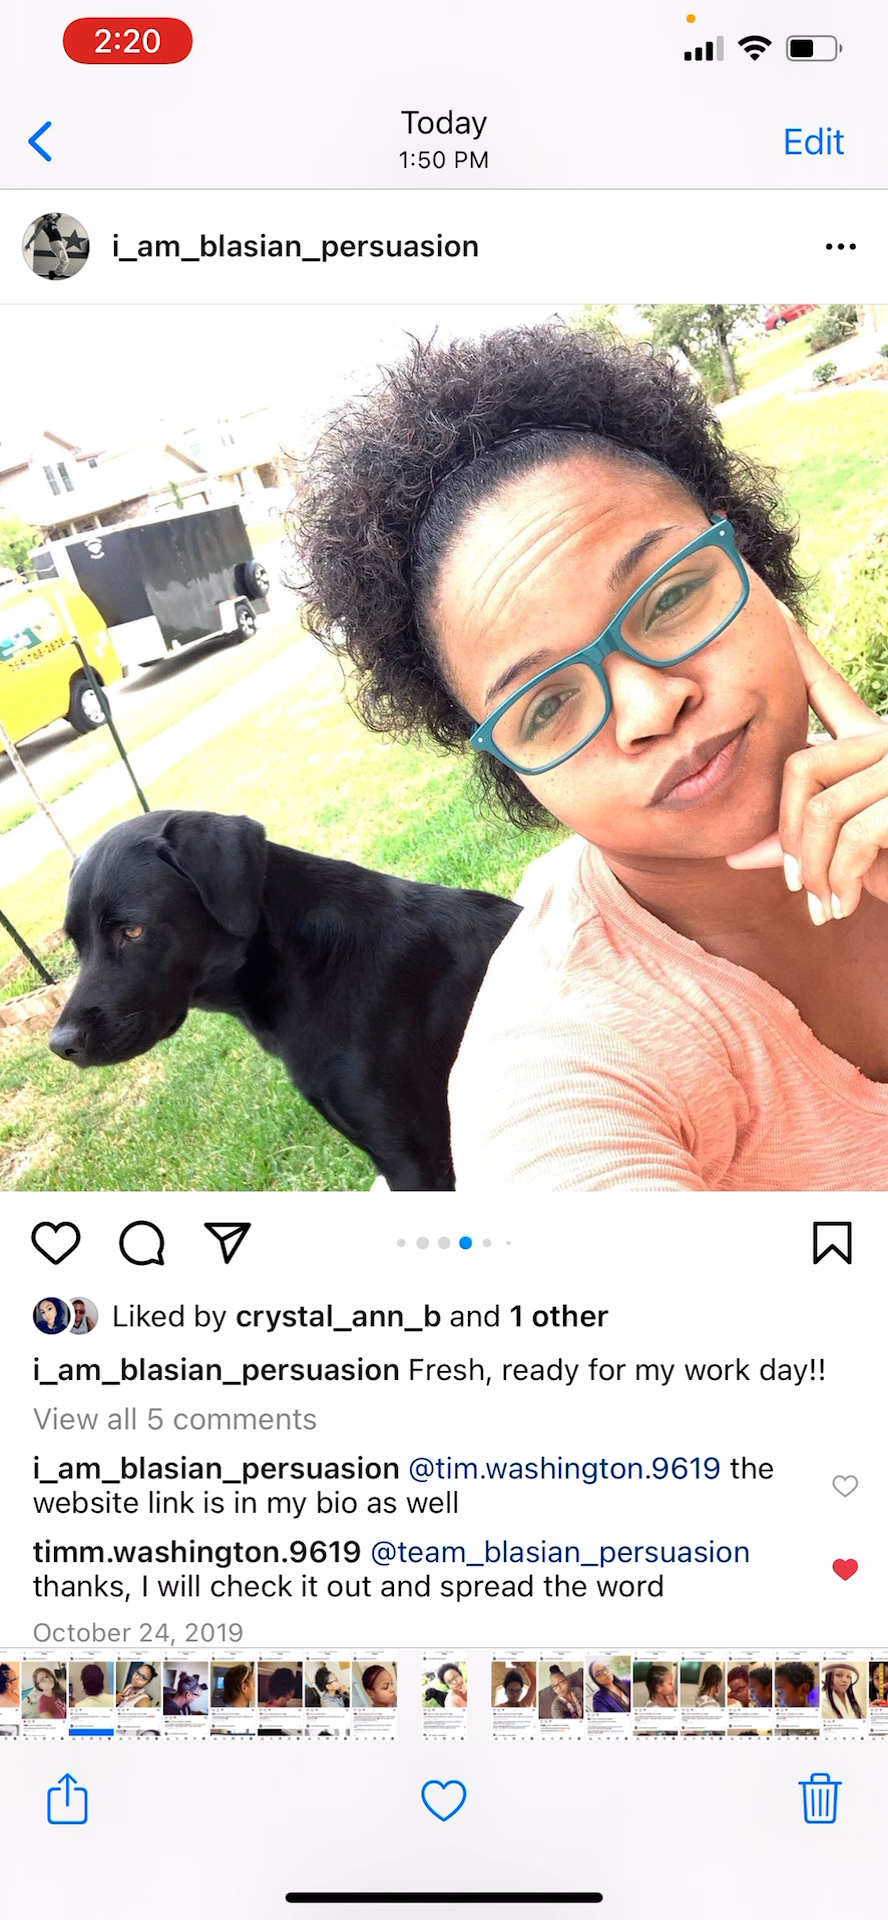 2:20
Today
1:50 PM
Edit
i_am_blasian_persuasion
Liked by crystal_ann_b and 1 other
i_am_blasian_persuasion Fresh, ready for my work day!!
View all 5 comments
i_am_blasian_persuasion @tim.washington.9619 the
website link is in my bio as well
timm.washington.9619 @team_blasian_persuasion
thanks, I will check it out and spread the word
October 24, 2019